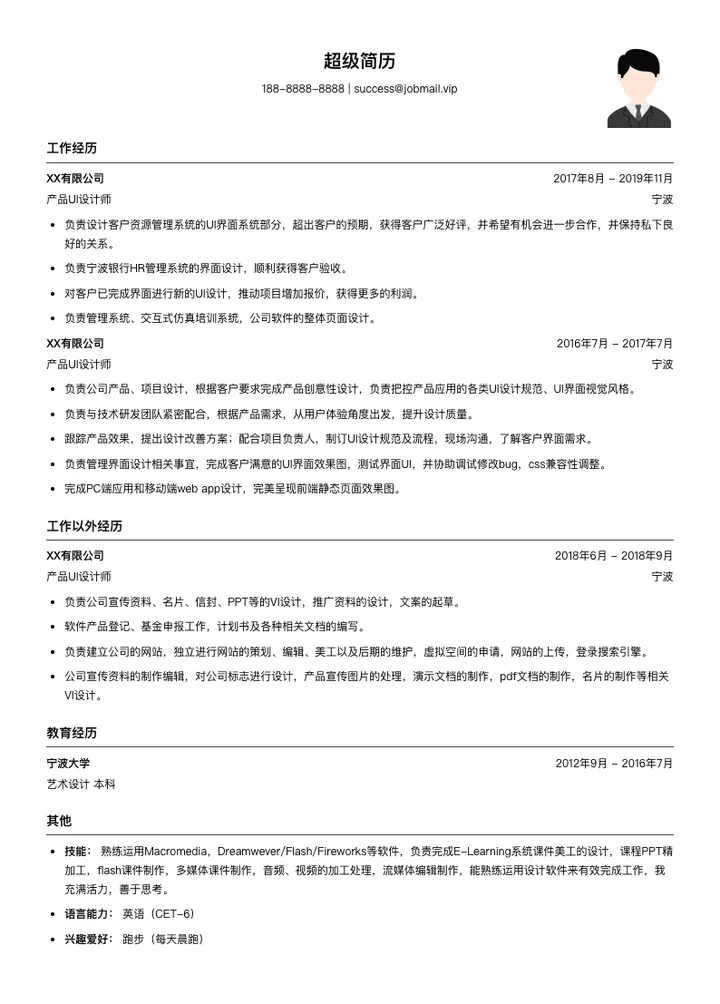 超级简历
188-8888-8888 | success@jobmail.vip
工作经历
XX有限公司 2017年8月 – 2019年11月
产品UI设计师 宁波
• 负责设计客户资源管理系统的UI界面系统部分，超出客户的预期，获得客户广泛好评，并希望有机会进一步合作，并保持私下良
好的关系。
• 负责宁波银行HR管理系统的界面设计，顺利获得客户验收。
• 对客户已完成界面进行新的UI设计，推动项目增加报价，获得更多的利润。
• 负责管理系统、交互式仿真培训系统，公司软件的整体页面设计。
XX有限公司 2016年7月 – 2017年7月
产品UI设计师 宁波
• 负责公司产品、项目设计，根据客户要求完成产品创意性设计，负责把控产品应用的各类UI设计规范、UI界面视觉风格。
• 负责与技术研发团队紧密配合，根据产品需求，从用户体验角度出发，提升设计质量。
• 跟踪产品效果，提出设计改善方案；配合项目负责人，制订UI设计规范及流程，现场沟通，了解客户界面需求。
• 负责管理界面设计相关事宜，完成客户满意的UI界面效果图，测试界面UI，并协助调试修改bug，css兼容性调整。
• 完成PC端应用和移动端web app设计，完美呈现前端静态页面效果图。
工作以外经历
XX有限公司 2018年6月 – 2018年9月
产品UI设计师 宁波
• 负责公司宣传资料、名片、信封、PPT等的VI设计，推广资料的设计，文案的起草。
• 软件产品登记、基金申报工作，计划书及各种相关文档的编写。
• 负责建立公司的网站，独立进行网站的策划、编辑、美工以及后期的维护，虚拟空间的申请，网站的上传，登录搜索引擎。
• 公司宣传资料的制作编辑，对公司标志进行设计，产品宣传图片的处理，演示文档的制作，pdf文档的制作，名片的制作等相关
VI设计。
教育经历
宁波大学 2012年9月 – 2016年7月
艺术设计 本科
其他
• 技能： 熟练运用Macromedia，Dreamwever/Flash/Fireworks等软件，负责完成E-Learning系统课件美工的设计，课程PPT精
加工，flash课件制作，多媒体课件制作，音频、视频的加工处理，流媒体编辑制作，能熟练运用设计软件来有效完成工作，我
充满活力，善于思考。
• 语言能力： 英语（CET-6）
• 兴趣爱好： 跑步（每天晨跑）